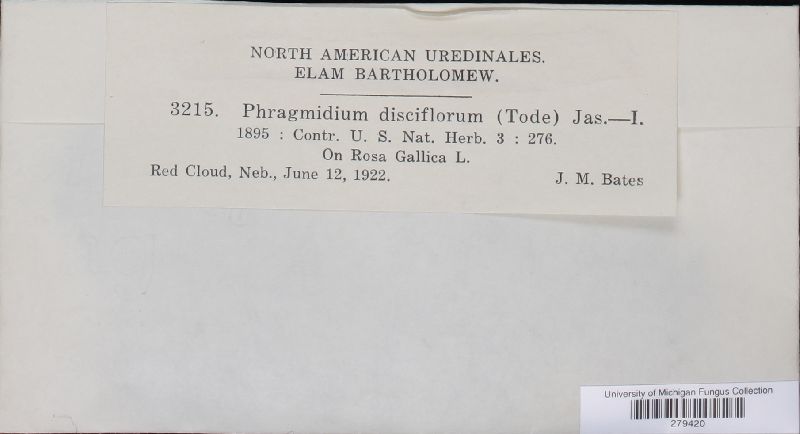 NORTH AMERICAN UREDINALES.
ELAM BARTHOLOMEW.
3215. Phragmidium disciflorum (Tode) Jas.—I.
1895 : Contr. U. S. Nat. Herb. 3 : 276.
On Rosa Gallica L.
Red Cloud, Neb., June 12, 1922. J. M. Bates
University of Michigan Fungus Collection
279420